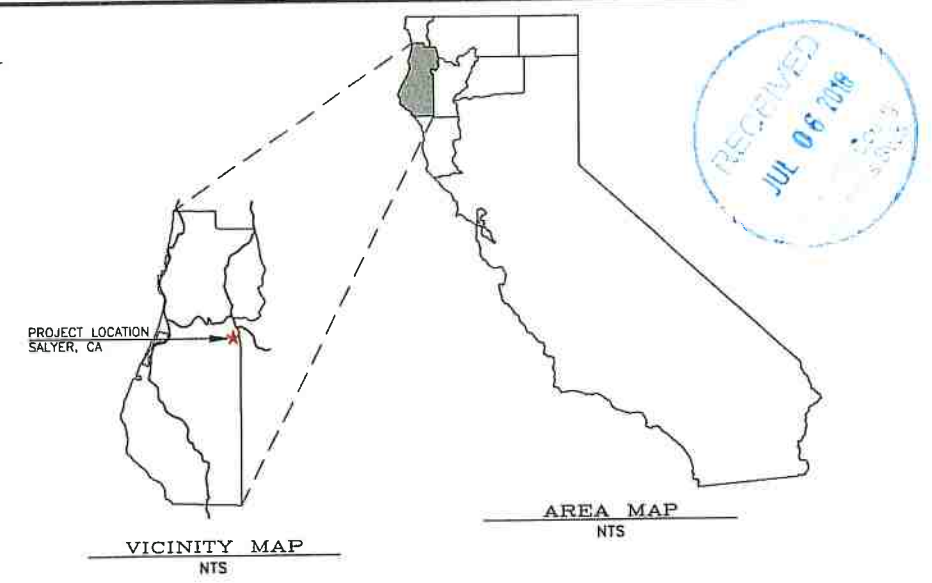 RECEIVED
JUL 06 2018
PROJECT LOCATION
SALYER, CA
AREA MAP
NTS
VICINITY MAP
NTS